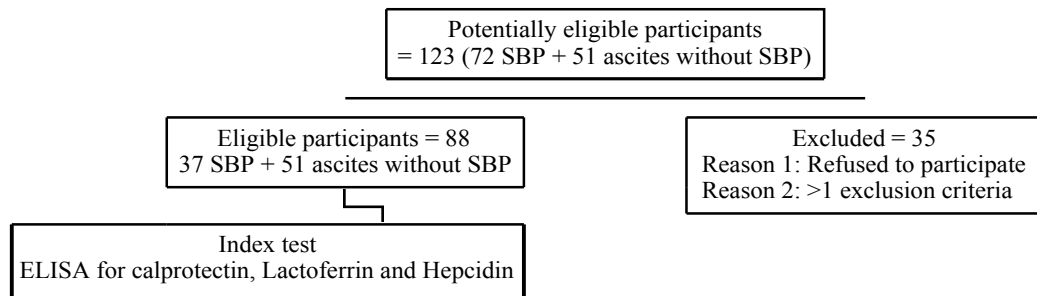 Potentially eligible participants
= 123 (72 SBP + 51 ascites without SBP)
Eligible participants = 88
37 SBP + 51 ascites without SBP
Excluded = 35
Reason 1: Refused to participate
Reason 2: >1 exclusion criteria
Index test
ELISA for calprotectin, Lactoferrin and Hepcidin